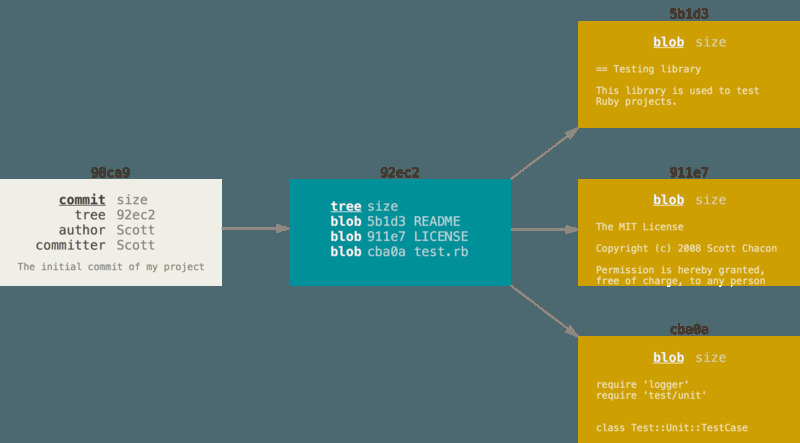 98ca9
commit size
tree 92ec2
author Scott
committer Scott
The initial commit of my project
92ec2
tree size
blob 5b1d3 README
blob 911e7 LICENSE
blob cba0a test.rb
5b1d3
blob size
== Testing library
This library is used to test
Ruby projects.
911e7
blob size
The MIT License
Copyright (c) 2008 Scott Chacon
Permission is hereby granted,
free of charge, to any person
cba0a
blob size
require 'logger'
require 'test/unit'
class Test::Unit::TestCase